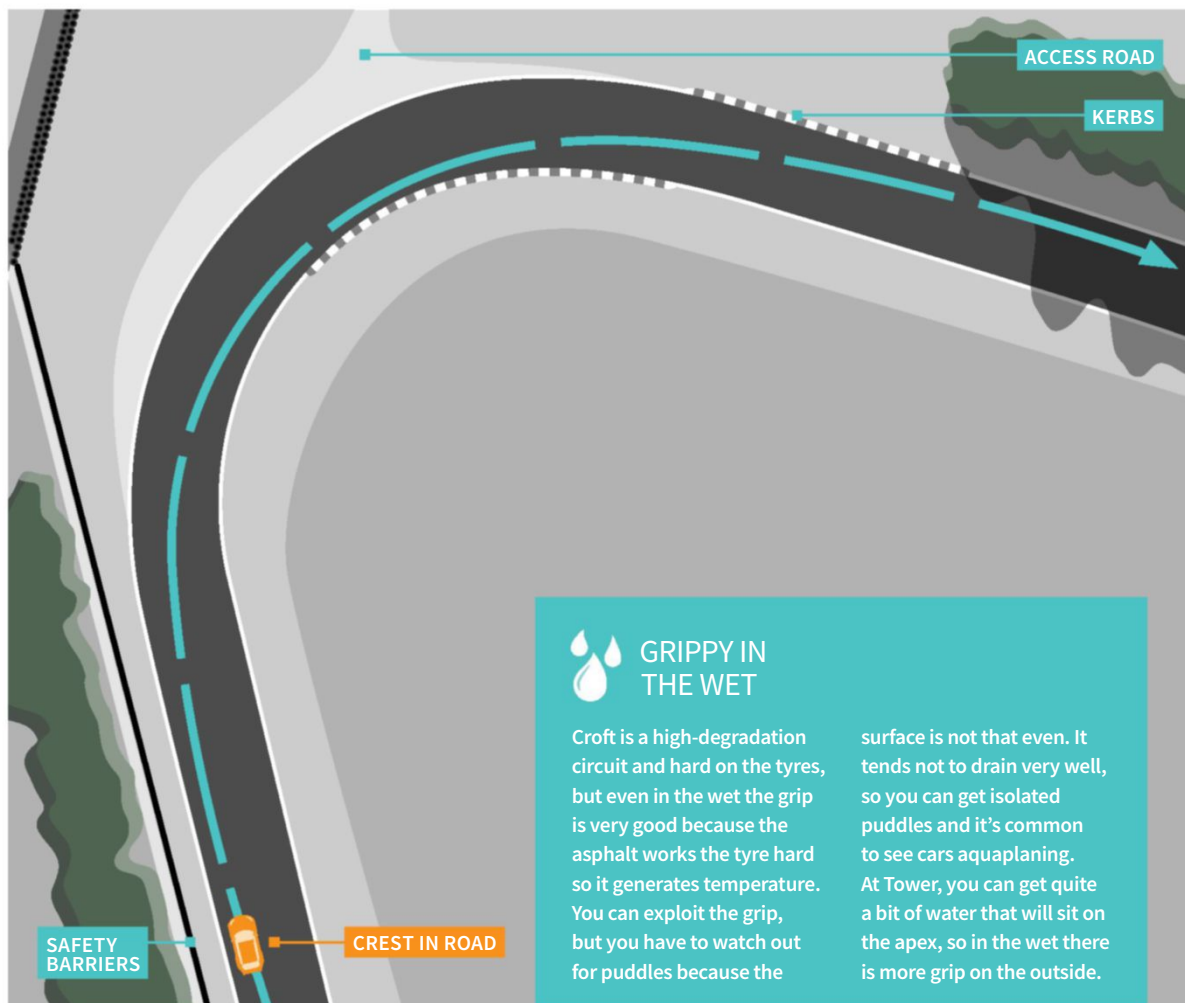 ACCESS ROAD
KERBS
GRIPPY IN
THE WET
Croft is a high-degradation
circuit and hard on the tyres,
but even in the wet the grip
is very good because the
asphalt works the tyre hard
so it generates temperature.
You can exploit the grip,
but you have to watch out
for puddles because the
surface is not that even. It
tends not to drain very well,
so you can get isolated
puddles and it’s common
to see cars aquaplaning.
At Tower, you can get quite
a bit of water that will sit on
the apex, so in the wet there
is more grip on the outside.
SAFETY
BARRIERS
CREST IN ROAD